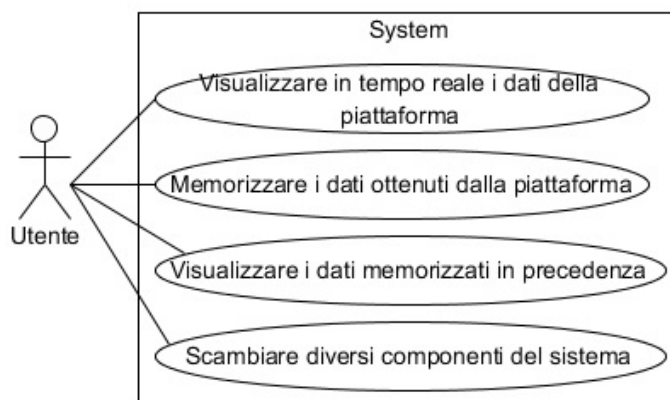 System
Visualizzare in tempo reale i dati della
piattaforma
Memorizzare i dati ottenuti dalla piattaforma
Utente
Visualizzare i dati memorizzati in precedenza
Scambiare diversi componenti del sistema